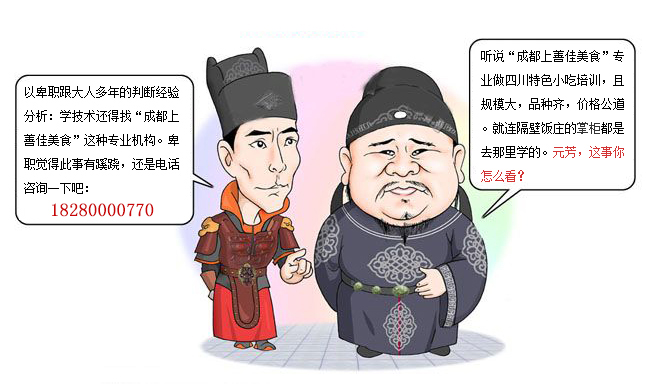 听说“成都上善佳美食”专
业做四川特色小吃培训，且
规模大，品种齐，价格公道
。就连隔壁饭庄的掌柜都是
去那里学的。元芳，这事你
怎么看？
以卑职跟大人多年的判断经验
分析：学技术还得找“成都上
善佳美食”这种专业机构。卑
职觉得此事有蹊跷，还是电话
咨询一下吧：
18280000770